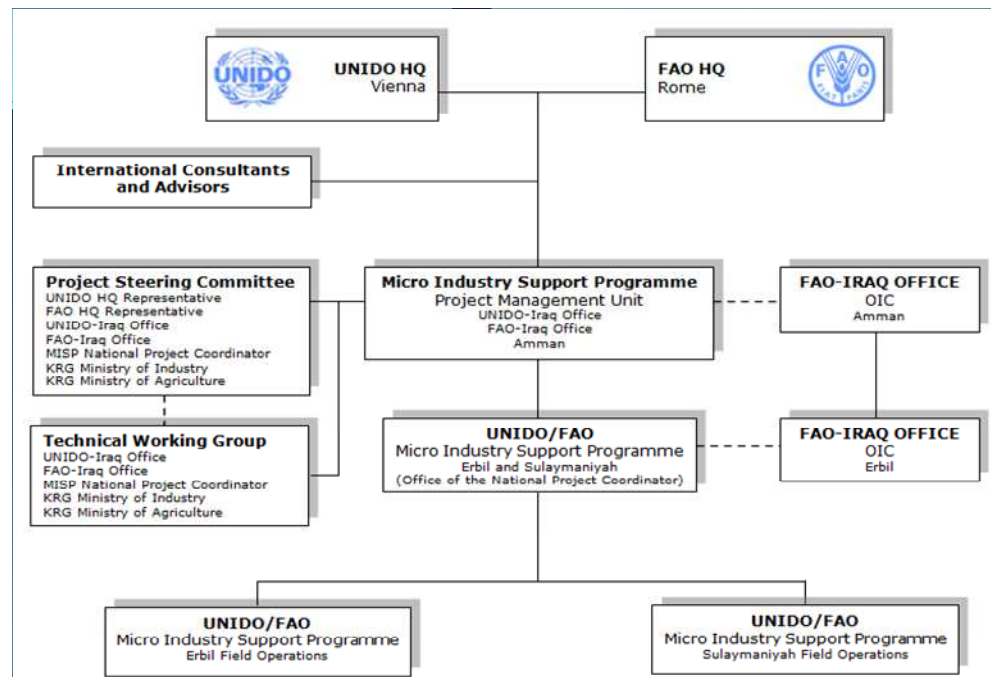 UNIDO
UNIDO HQ
Vienna
FAO HQ
Rome
F A O
FIAT PANIS
International Consultants
and Advisors
Project Steering Committee
UNIDO HQ Representative
FAO HQ Representative
UNIDO-Iraq Office
FAO-Iraq Office
MISP National Project Coordinator
KRG Ministry of Industry
KRG Ministry of Agriculture
Micro Industry Support Programme
Project Management Unit
UNIDO-Iraq Office
FAO-Iraq Office
Amman
FAO-IRAQ OFFICE
OIC
Amman
Technical Working Group
UNIDO-Iraq Office
FAO-Iraq Office
MISP National Project Coordinator
KRG Ministry of Industry
KRG Ministry of Agriculture
UNIDO/FAO
Micro Industry Support Programme
Erbil and Sulaymaniyah
(Office of the National Project Coordinator)
FAO-IRAQ OFFICE
OIC
Erbil
UNIDO/FAO
Micro Industry Support Programme
Erbil Field Operations
UNIDO/FAO
Micro Industry Support Programme
Sulaymaniyah Field Operations